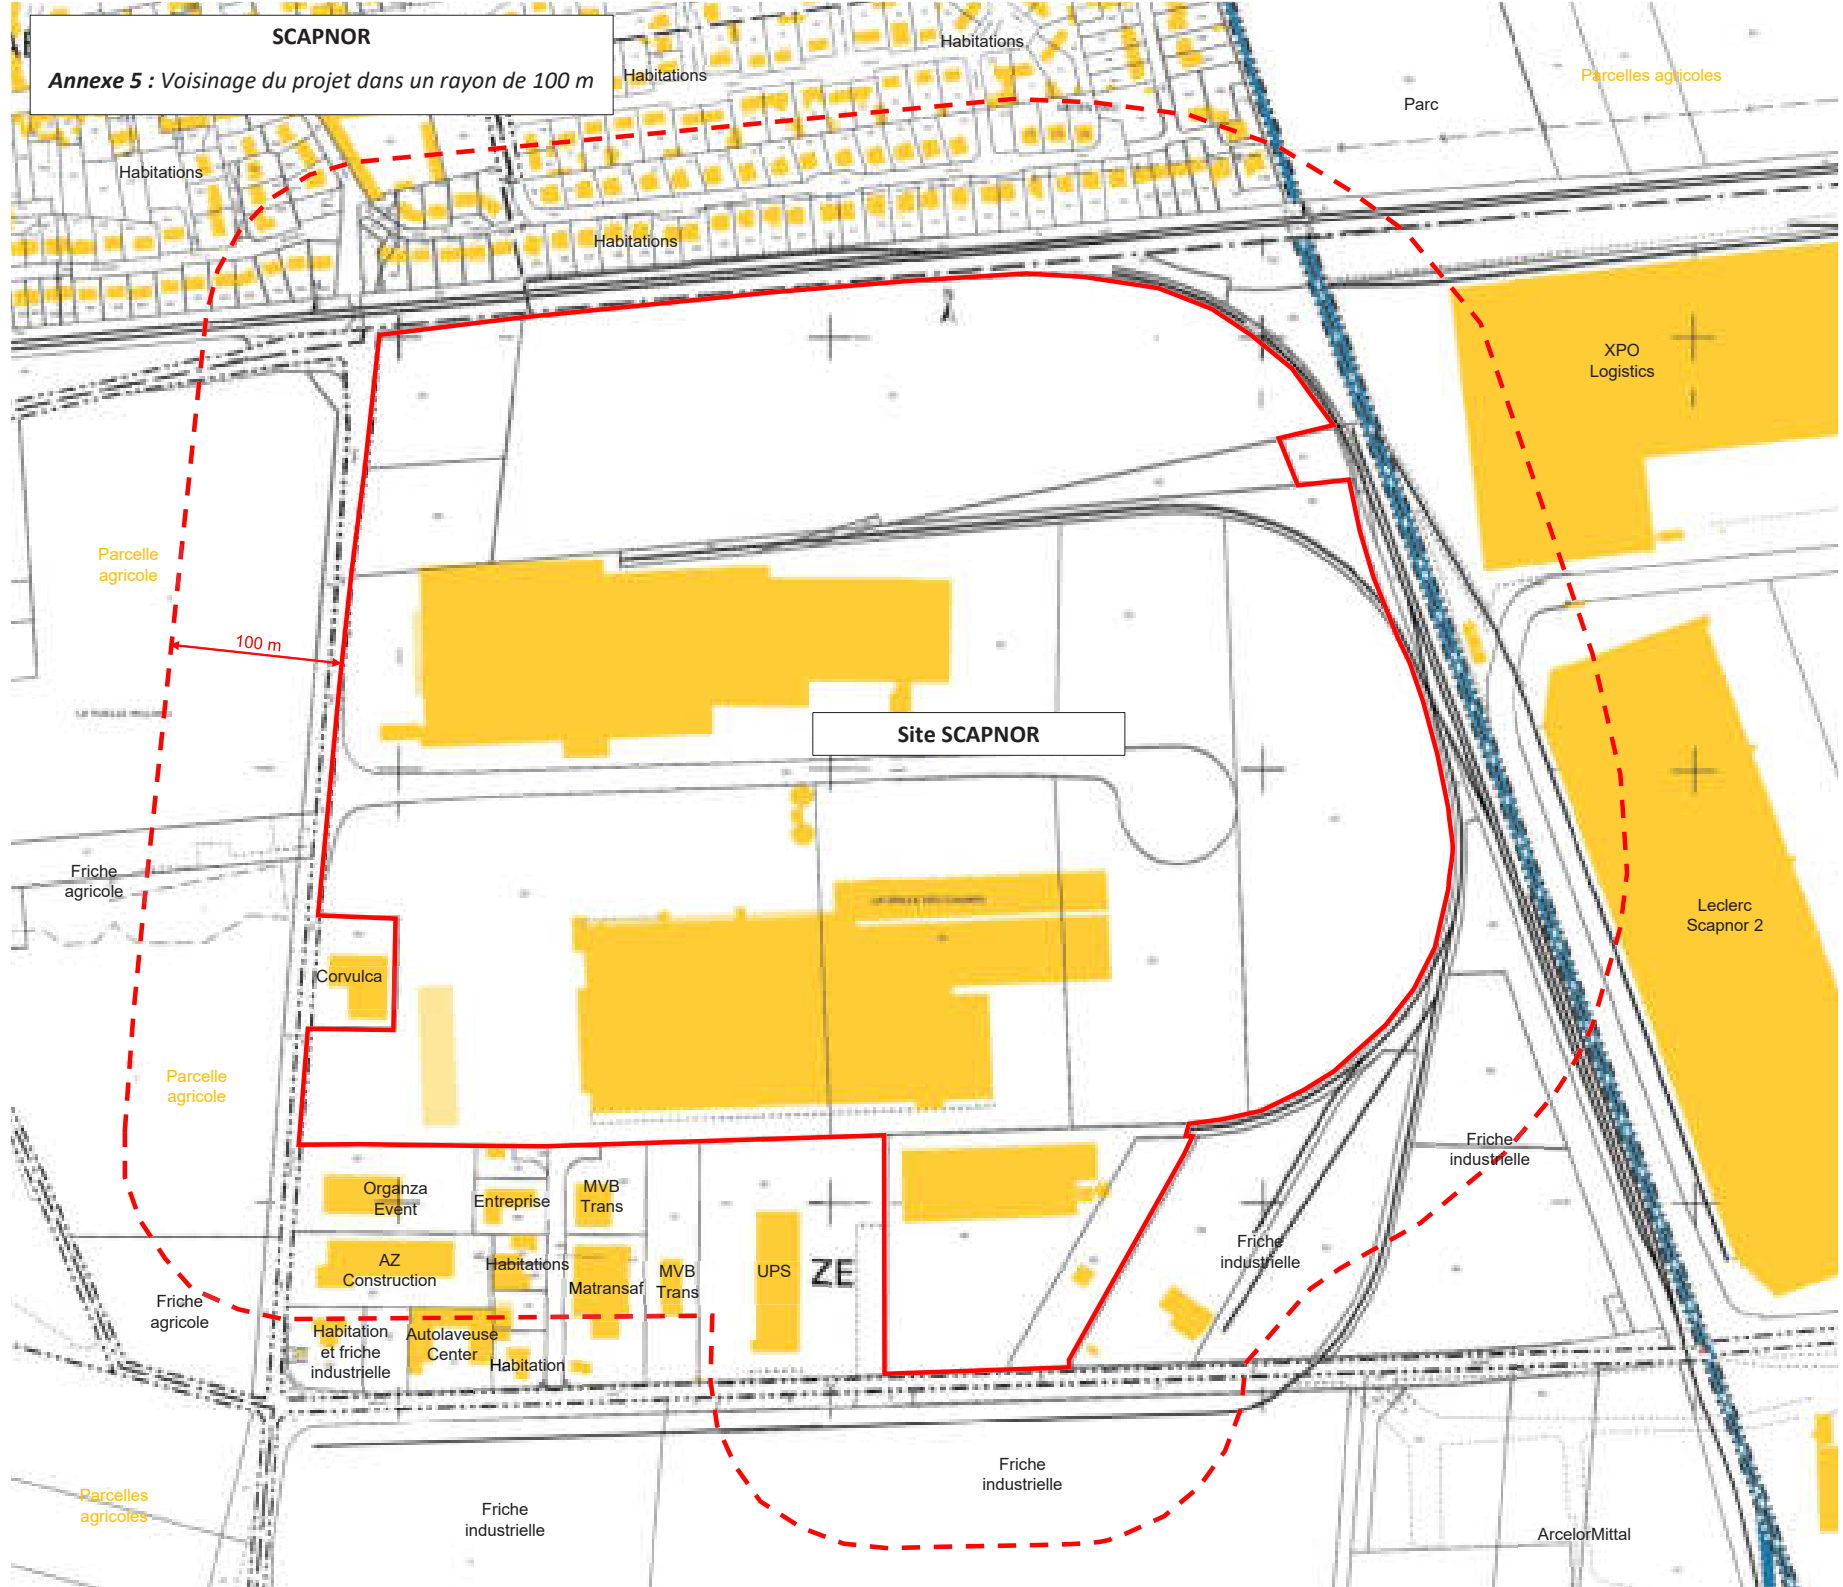 SCAPNOR
Annexe 5 : Voisinage du projet dans un rayon de 100 m
Habitations
Habitations
Parcelles agricoles
Parc
Habitations
Habitations
XPO
Logistics
Parcelle
agricole
100 m
Site SCAPNOR
Friche
agricole
Leclerc
Scapnor 2
Corvulca
Parcelle
agricole
Friche
industrielle
Organza
Event
Entreprise
MVB
Trans
AZ
Construction
Habitations
Matransaf
MVB
Trans
UPS
ZE
Friche
industrielle
Friche
agricole
Habitation
et friche
industrielle
Autolaveuse
Center
Habitation
Friche
industrielle
Parcelles
agricoles
Friche
industrielle
ArcelorMittal